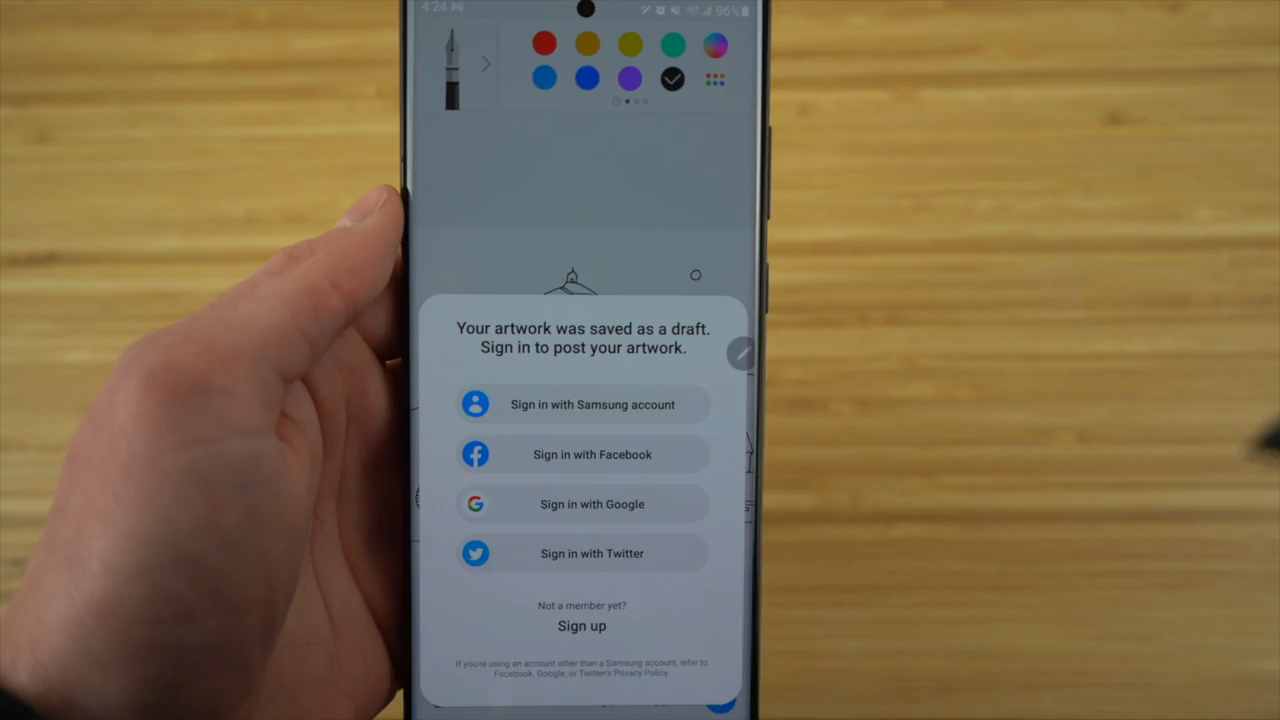 4:24
96%
Your artwork was saved as a draft.
Sign in to post your artwork.
Sign in with Samsung account
Sign in with Facebook
Sign in with Google
Sign in with Twitter
Not a member yet?
Sign up
If you're using an account other than a Samsung account, refer to
Facebook, Google, or Twitter's Privacy Policy